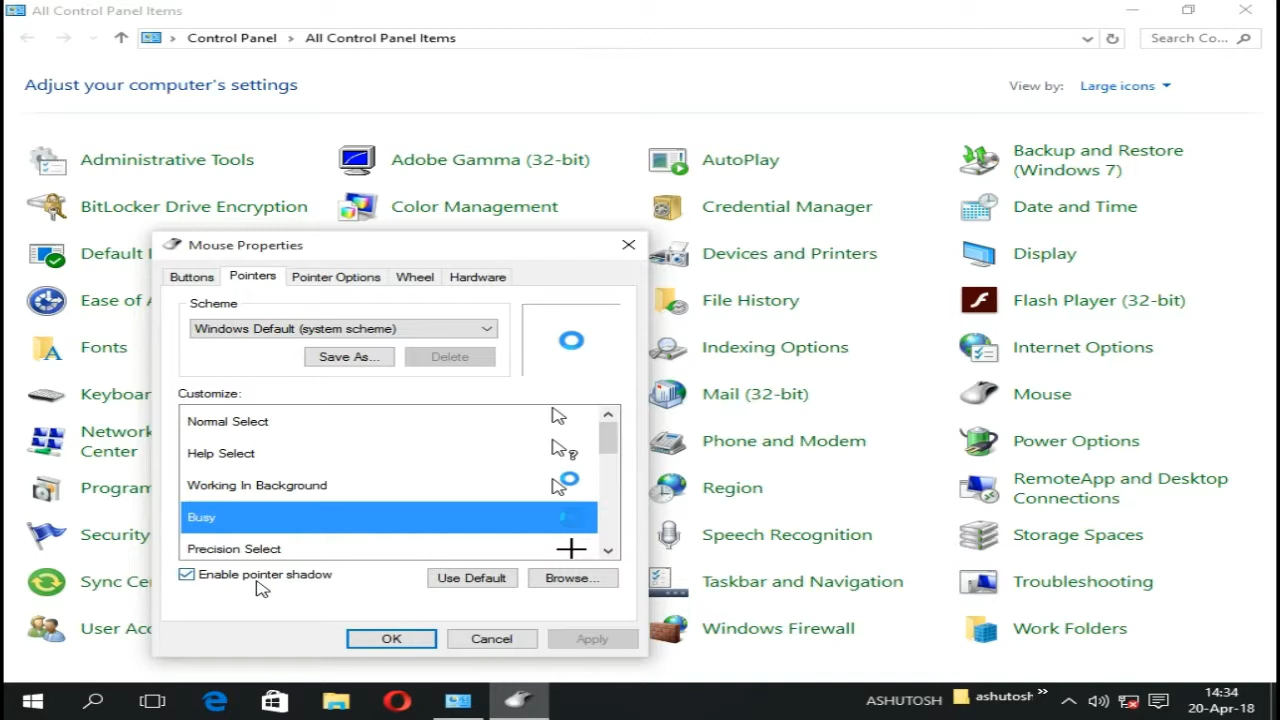 All Control Panel Items
Control Panel > All Control Panel Items
Search Co...
Adjust your computer's settings
View by: Large icons
Administrative Tools
Adobe Gamma (32-bit)
AutoPlay
Backup and Restore
(Windows 7)
BitLocker Drive Encryption
Color Management
Credential Manager
Date and Time
Default
Devices and Printers
Display
Ease of
File History
Flash Player (32-bit)
Fonts
Indexing Options
Internet Options
Keyboar
Mail (32-bit)
Mouse
Network
Center
Phone and Modem
Power Options
Program
Region
RemoteApp and Desktop
Connections
Security
Speech Recognition
Storage Spaces
Sync Ce
Taskbar and Navigation
Troubleshooting
User Acc
Windows Firewall
Work Folders
Mouse Properties
Buttons Pointers Pointer Options Wheel Hardware
Scheme
Windows Default (system scheme)
Save As... Delete
Customize:
Normal Select
Help Select
Working In Background
Busy
Precision Select
Enable pointer shadow
Use Default Browse...
OK Cancel Apply
ASHUTOSH ashutosh »
14:34
20-Apr-18